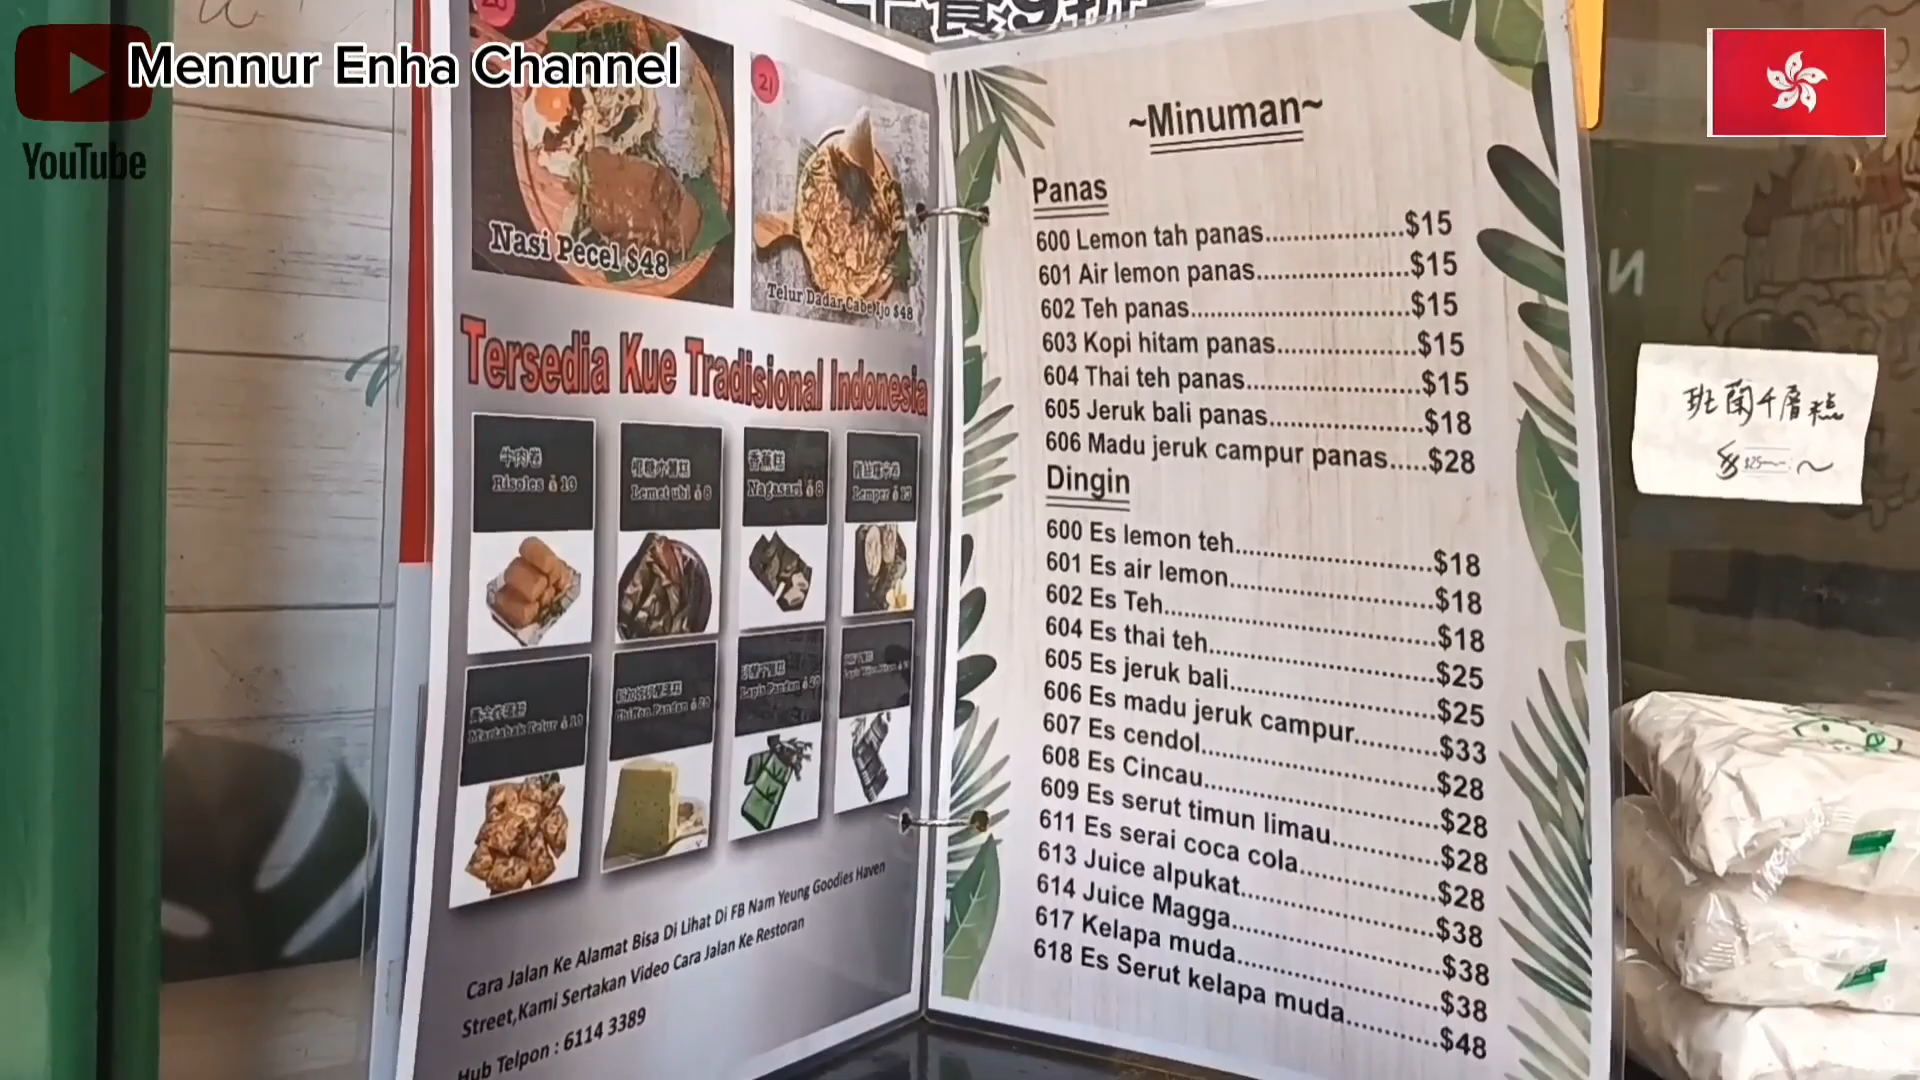 Mennur Enha Channel
YouTube
20
21
Nasi Pecel $48
Telur Dadar Cabe Ijo $48
Tersedia Kue Tradisional Indonesia
牛肉卷
Risoles $ 10
Lemet ubi $ 8
香蕉糕
Nagasari $ 8
Lemper $ 13
Martabak Telur $ 10
Chiffon Pandan $ 20
Lapis Pandan
Cara Jalan Ke Alamat Bisa Di Lihat Di FB Nam Yeung Goodies Haven
Street,Kami Sertakan Video Cara Jalan Ke Restoran
Hub Telpon : 6114 3389
~Minuman~
Panas
600 Lemon tah panas..................$15
601 Air lemon panas....................$15
602 Teh panas.............................$15
603 Kopi hitam panas..................$15
604 Thai teh panas.......................$15
605 Jeruk bali panas....................$18
606 Madu jeruk campur panas.....$28
Dingin
600 Es lemon teh..........................$18
601 Es air lemon...........................$18
602 Es Teh...................................$18
604 Es thai teh.............................$25
605 Es jeruk bali...........................$25
606 Es madu jeruk campur..........$33
607 Es cendol..............................$28
608 Es Cincau..............................$28
609 Es serut timun limau.............$28
611 Es serai coca cola.................$28
613 Juice alpukat.........................$38
614 Juice Magga..........................$38
617 Kelapa muda.........................$38
618 Es Serut kelapa muda...........$48
班蘭千層糕
$25